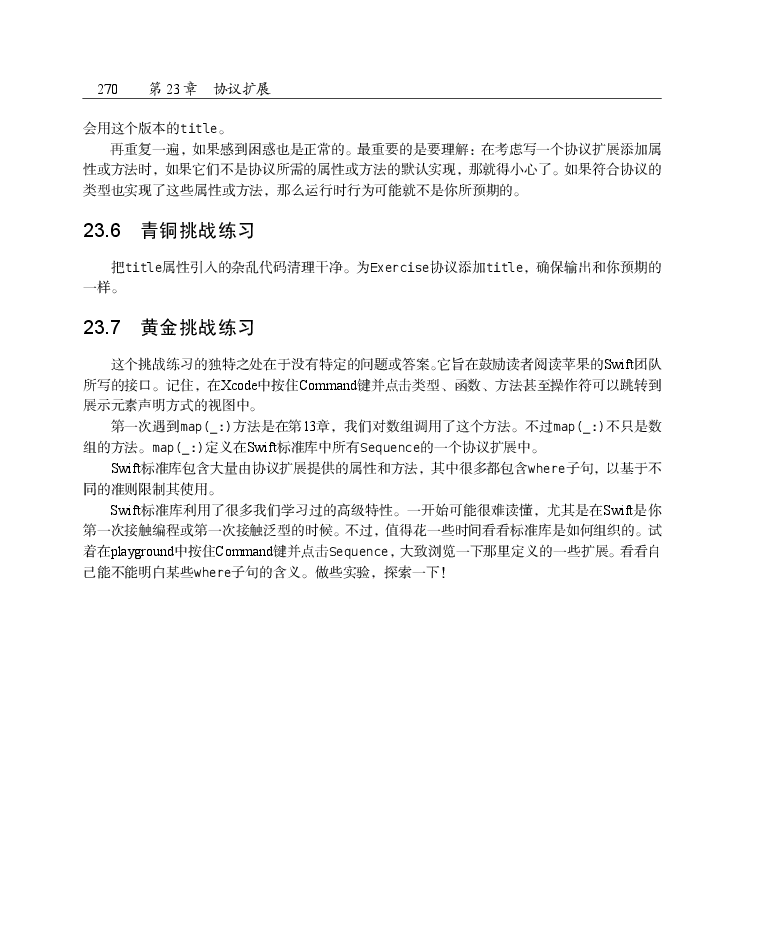 270 第 23 章 协议扩展
会用这个版本的title。
再重复一遍，如果感到困惑也是正常的。最重要的是要理解：在考虑写一个协议扩展添加属
性或方法时，如果它们不是协议所需的属性或方法的默认实现，那就得小心了。如果符合协议的
类型也实现了这些属性或方法，那么运行时行为可能就不是你所预期的。
23.6 青铜挑战练习
把title属性引入的杂乱代码清理干净。为Exercise协议添加title，确保输出和你预期的
一样。
23.7 黄金挑战练习
这个挑战练习的独特之处在于没有特定的问题或答案。它旨在鼓励读者阅读苹果的Swift团队
所写的接口。记住，在Xcode中按住Command键并点击类型、函数、方法甚至操作符可以跳转到
展示元素声明方式的视图中。
第一次遇到map(_:)方法是在第13章，我们对数组调用了这个方法。不过map(_:)不只是数
组的方法。map(_:)定义在Swift标准库中所有Sequence的一个协议扩展中。
Swift标准库包含大量由协议扩展提供的属性和方法，其中很多都包含where子句，以基于不
同的准则限制其使用。
Swift标准库利用了很多我们学习过的高级特性。一开始可能很难读懂，尤其是在Swift是你
第一次接触编程或第一次接触泛型的时候。不过，值得花一些时间看看标准库是如何组织的。试
着在playground中按住Command键并点击Sequence，大致浏览一下那里定义的一些扩展。看看自
己能不能明白某些where子句的含义。做些实验，探索一下！